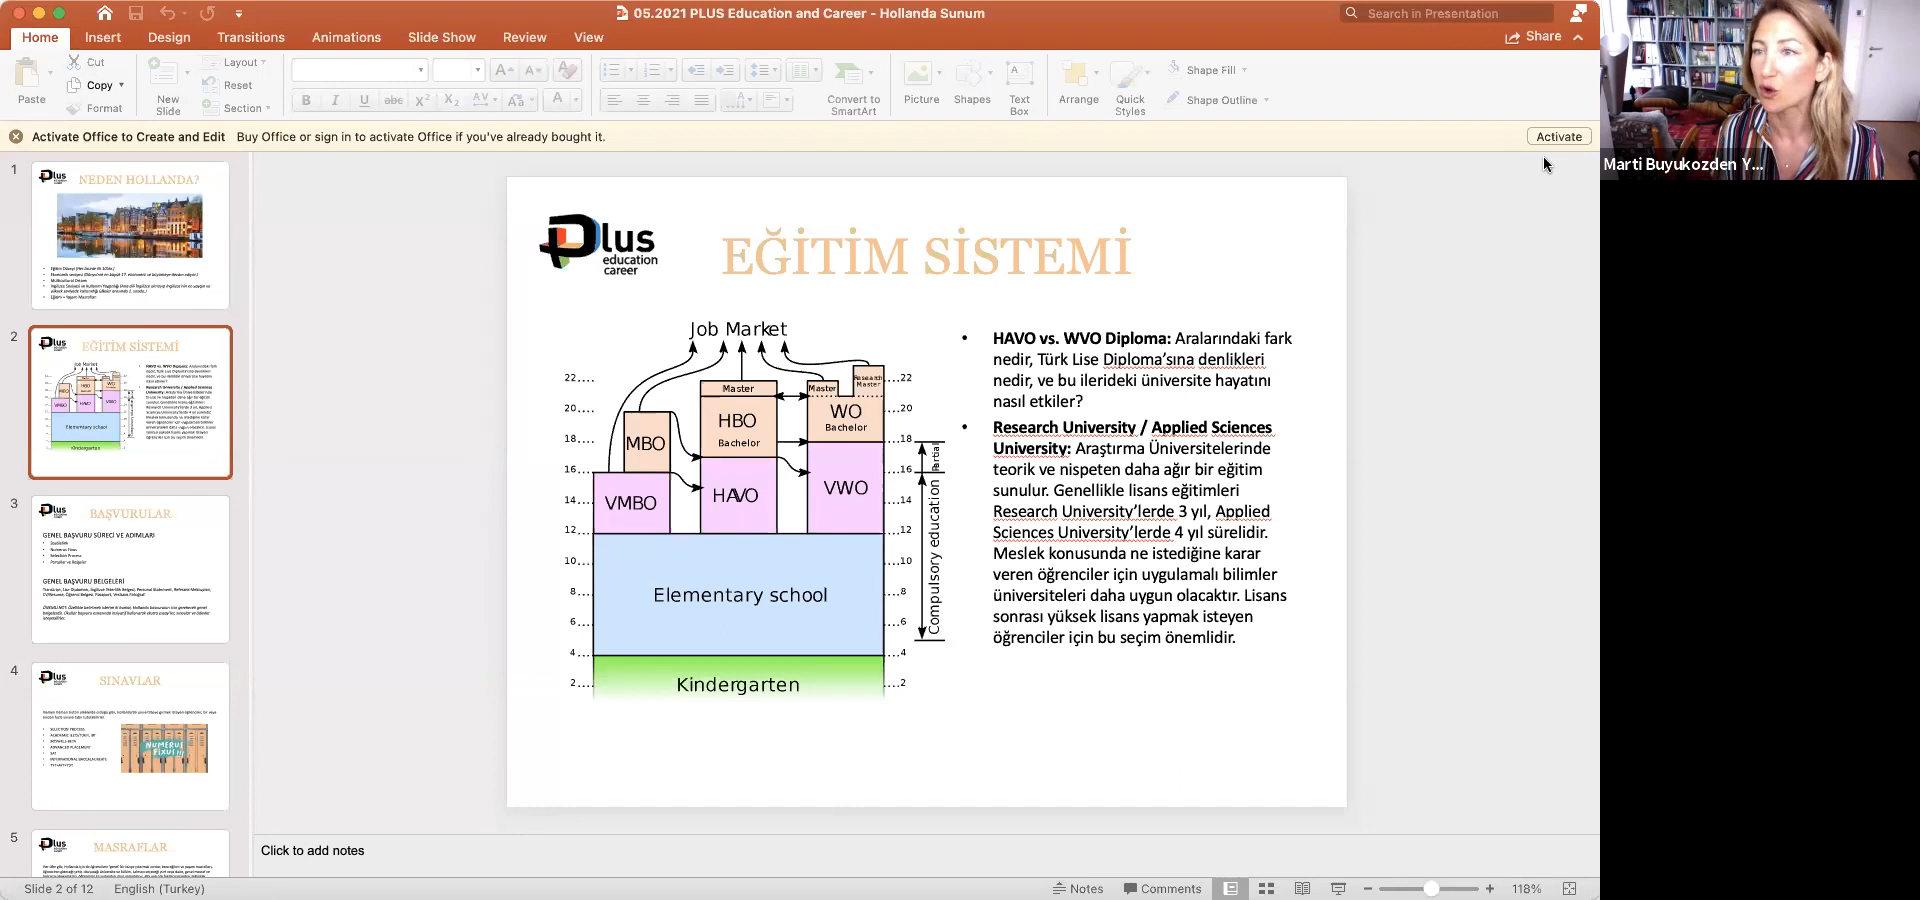 05.2021 PLUS Education and Career - Hollanda Sunum
Search in Presentation
Home
Insert
Design
Transitions
Animations
Slide Show
Review
View
Share
Paste
Cut
Copy
Format
New
Slide
Layout
Reset
Section
Convert to
SmartArt
Picture
Shapes
Text
Box
Arrange
Quick
Styles
Shape Fill
Shape Outline
Activate Office to Create and Edit
Buy Office or sign in to activate Office if you've already bought it.
Activate
Marti Buyukozden Y...
1
NEDEN HOLLANDA?
2
EĞİTİM SİSTEMİ
3
BAŞVURULAR
GENEL BAŞVURU SÜRECİ VE ADIMLARI
GENEL BAŞVURU BELGELERİ
4
SINAVLAR
NUMERUS
FIXUS!!!
5
MASRAFLAR
Plus
education
career
EĞİTİM SİSTEMİ
Job Market
22
20
18
16
14
12
10
8
6
4
2
Master
HBO
Bachelor
Master
Research
Master
WO
Bachelor
MBO
VMBO
HAVO
VWO
Elementary school
Kindergarten
22
20
18
16
14
12
10
8
6
4
2
Partial
Compulsory education
• HAVO vs. WVO Diploma: Aralarındaki fark
nedir, Türk Lise Diploma’sına denlikleri
nedir, ve bu ilerideki üniversite hayatını
nasıl etkiler?
• Research University / Applied Sciences
University: Araştırma Üniversitelerinde
teorik ve nispeten daha ağır bir eğitim
sunulur. Genellikle lisans eğitimleri
Research University’lerde 3 yıl, Applied
Sciences University’lerde 4 yıl sürelidir.
Meslek konusunda ne istediğine karar
veren öğrenciler için uygulamalı bilimler
üniversiteleri daha uygun olacaktır. Lisans
sonrası yüksek lisans yapmak isteyen
öğrenciler için bu seçim önemlidir.
Click to add notes
Slide 2 of 12
English (Turkey)
Notes
Comments
118%